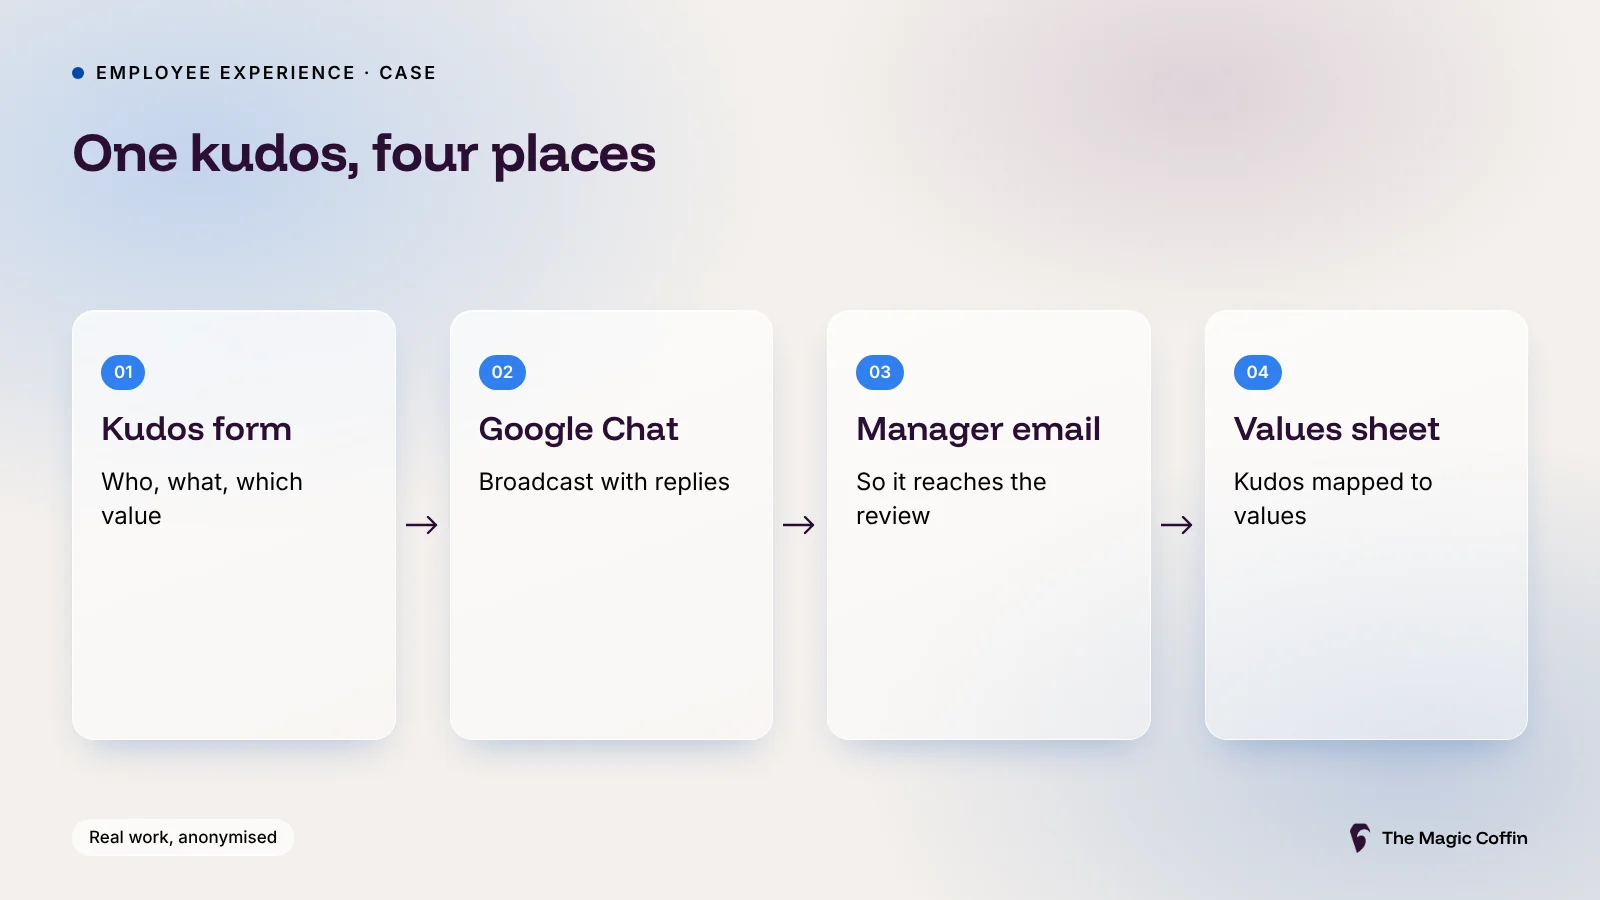 EMPLOYEE EXPERIENCE · CASE
One kudos, four places
01
Kudos form
Who, what, which
value
02
Google Chat
Broadcast with replies
03
Manager email
So it reaches the
review
04
Values sheet
Kudos mapped to
values
Real work, anonymised
The Magic Coffin